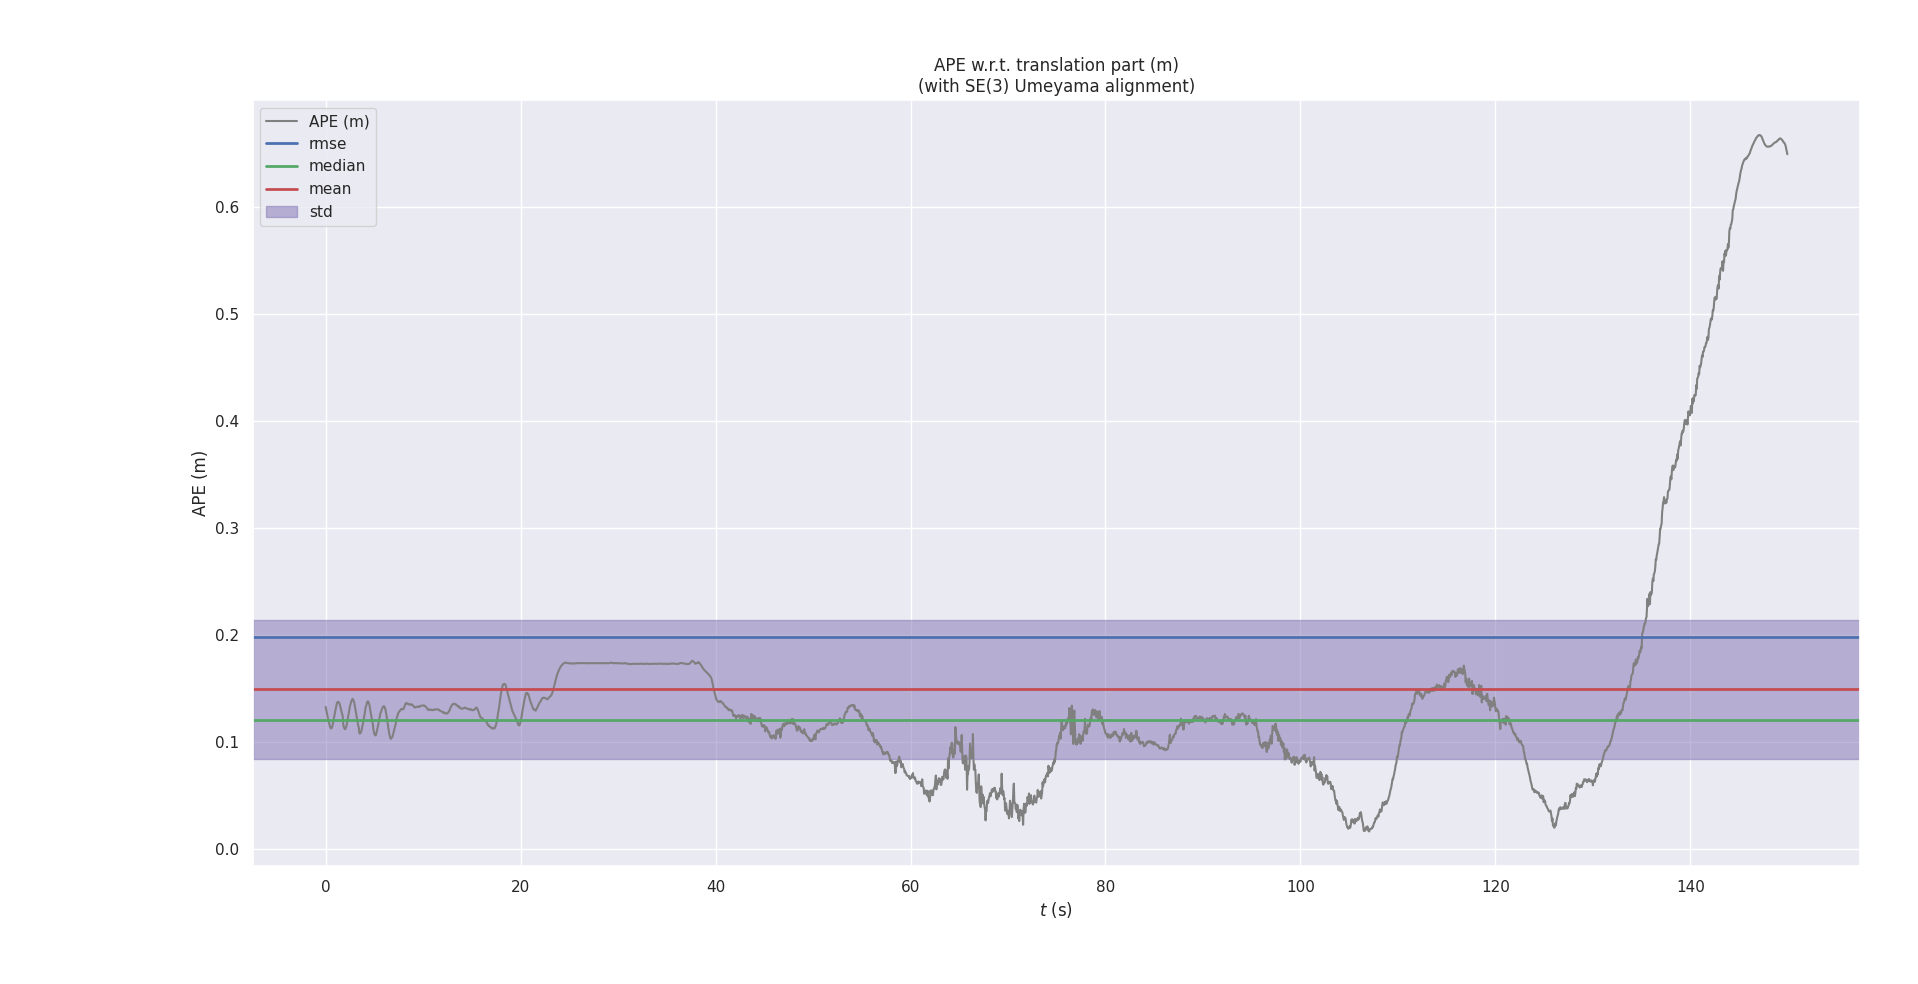 APE w.r.t. translation part (m)
(with SE(3) Umeyama alignment)
APE (m)
rmse
median
mean
std
APE (m)
0.6
0.5
0.4
0.3
0.2
0.1
0.0
0 20 40 60 80 100 120 140
t (s)